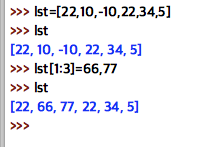 >>> lst=[22,10,-10,22,34,5]
>>> lst
[22, 10, -10, 22, 34, 5]
>>> lst[1:3]=66,77
>>> lst
[22, 66, 77, 22, 34, 5]
>>>